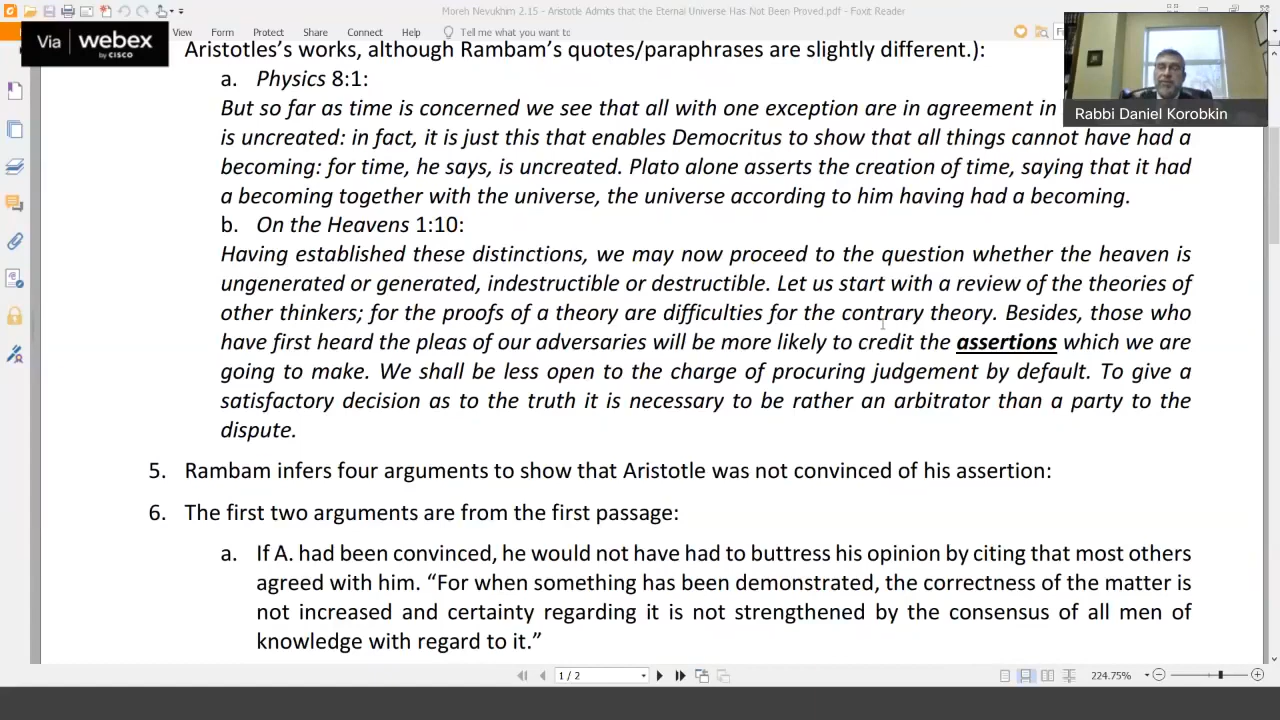 Moreh Nevukhim 2.15 - Aristotle Admits that the Eternal Universe Has Not Been Proved.pdf - Foxit Reader
Via webex
by CISCO
View Form Protect Share Connect Help Tell me what you want to
Rabbi Daniel Korobkin
Aristotles's works, although Rambam's quotes/paraphrases are slightly different.):
a. Physics 8:1:
But so far as time is concerned we see that all with one exception are in agreement in
is uncreated: in fact, it is just this that enables Democritus to show that all things cannot have had a
becoming: for time, he says, is uncreated. Plato alone asserts the creation of time, saying that it had
a becoming together with the universe, the universe according to him having had a becoming.
b. On the Heavens 1:10:
Having established these distinctions, we may now proceed to the question whether the heaven is
ungenerated or generated, indestructible or destructible. Let us start with a review of the theories of
other thinkers; for the proofs of a theory are difficulties for the contrary theory. Besides, those who
have first heard the pleas of our adversaries will be more likely to credit the assertions which we are
going to make. We shall be less open to the charge of procuring judgement by default. To give a
satisfactory decision as to the truth it is necessary to be rather an arbitrator than a party to the
dispute.
5. Rambam infers four arguments to show that Aristotle was not convinced of his assertion:
6. The first two arguments are from the first passage:
a. If A. had been convinced, he would not have had to buttress his opinion by citing that most others
agreed with him. “For when something has been demonstrated, the correctness of the matter is
not increased and certainty regarding it is not strengthened by the consensus of all men of
knowledge with regard to it.”
1 / 2
224.75%